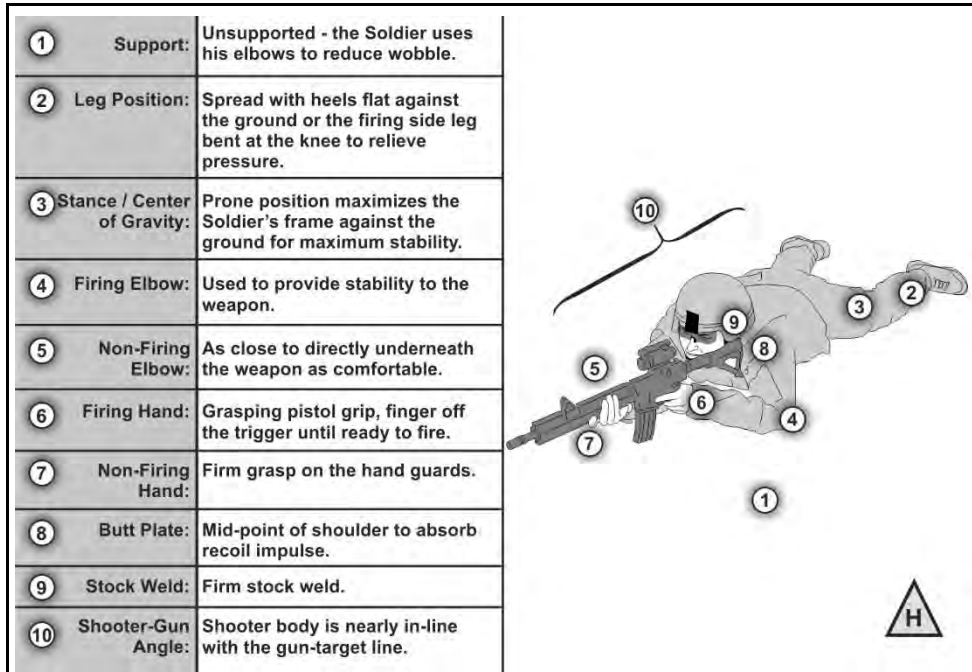 1 Support: Unsupported - the Soldier uses
his elbows to reduce wobble.
2 Leg Position: Spread with heels flat against
the ground or the firing side leg
bent at the knee to relieve
pressure.
3 Stance / Center
of Gravity:
Prone position maximizes the
Soldier's frame against the
ground for maximum stability.
4 Firing Elbow: Used to provide stability to the
weapon.
5 Non-Firing
Elbow:
As close to directly underneath
the weapon as comfortable.
6 Firing Hand: Grasping pistol grip, finger off
the trigger until ready to fire.
7 Non-Firing
Hand:
Firm grasp on the hand guards.
8 Butt Plate: Mid-point of shoulder to absorb
recoil impulse.
9 Stock Weld: Firm stock weld.
10 Shooter-Gun
Angle:
Shooter body is nearly in-line
with the gun-target line.
10
2
3
9
8
5
6
4
7
1
H